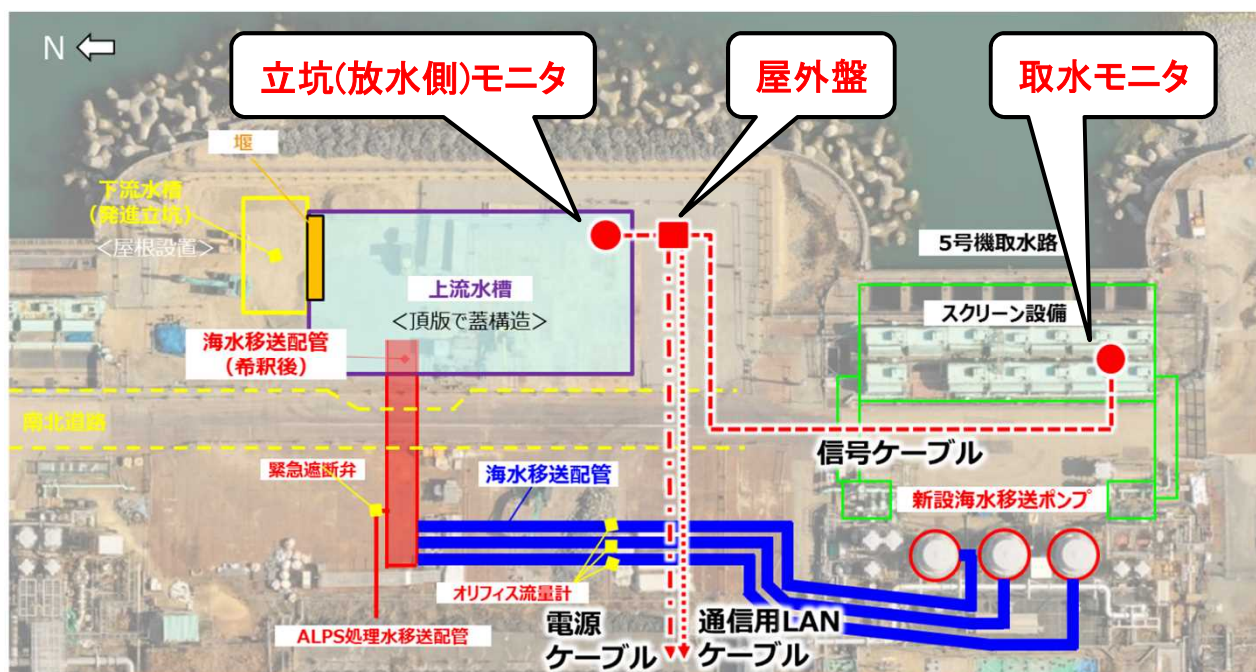 N
立坑(放水側)モニタ
屋外盤
取水モニタ
堰
下流水槽
(発進立坑)
<屋根設置>
5号機取水路
上流水槽
<頂版で蓋構造>
スクリーン設備
海水移送配管
(希釈後)
南北道路
信号ケーブル
緊急遮断弁
海水移送配管
新設海水移送ポンプ
オリフィス流量計
電源
ケーブル
通信用LAN
ケーブル
ALPS処理水移送配管